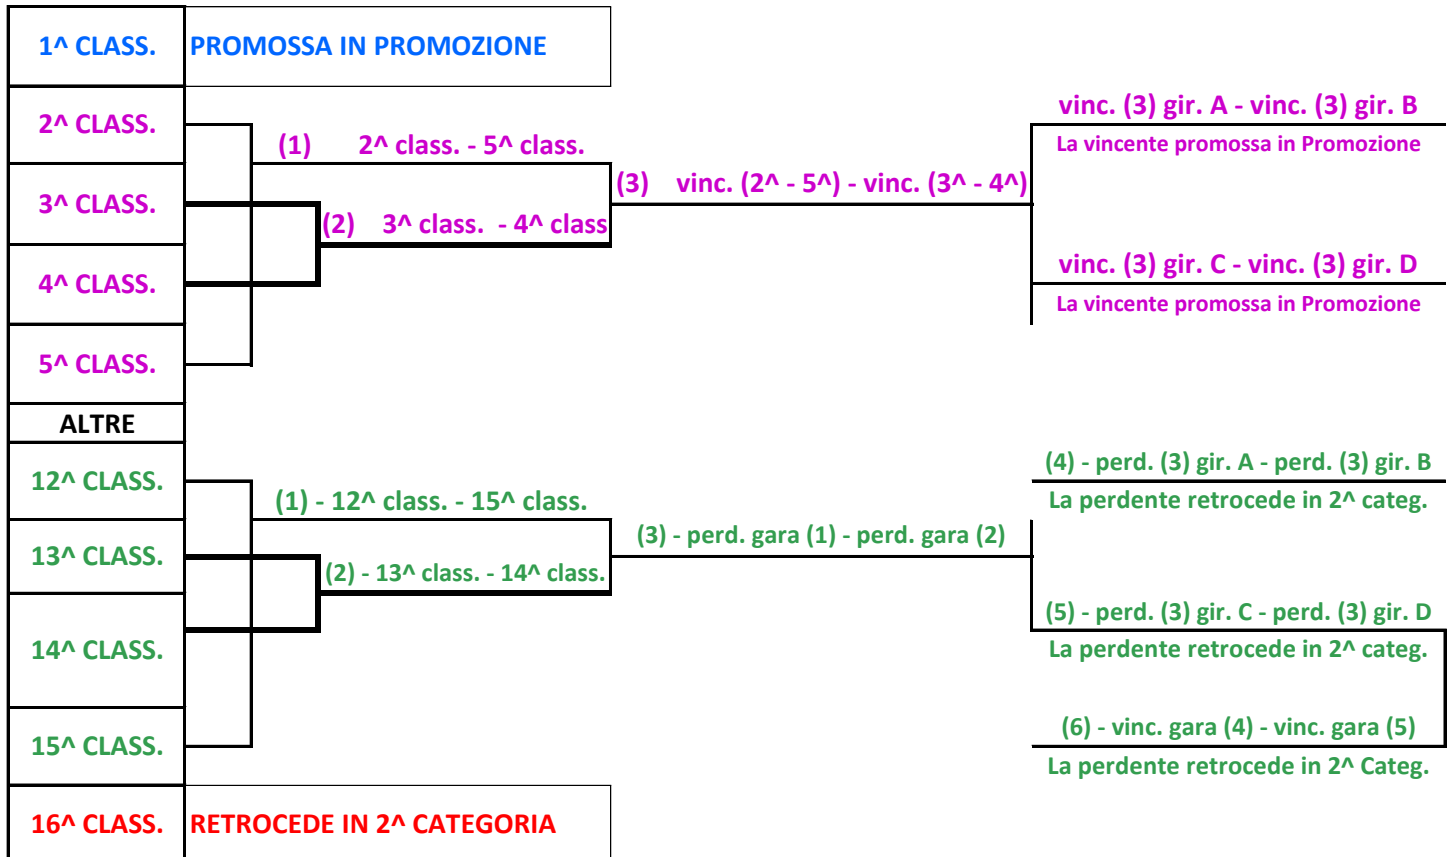 1^ CLASS. PROMOSSA IN PROMOZIONE
2^ CLASS.
(1) 2^ class. - 5^ class.
3^ CLASS.
(2) 3^ class. - 4^ class
4^ CLASS.
5^ CLASS.
(3) vinc. (2^ - 5^) - vinc. (3^ - 4^)
vinc. (3) gir. A - vinc. (3) gir. B
La vincente promossa in Promozione
vinc. (3) gir. C - vinc. (3) gir. D
La vincente promossa in Promozione
ALTRE
12^ CLASS.
(1) - 12^ class. - 15^ class.
13^ CLASS.
(2) - 13^ class. - 14^ class.
14^ CLASS.
15^ CLASS.
(3) - perd. gara (1) - perd. gara (2)
(4) - perd. (3) gir. A - perd. (3) gir. B
La perdente retrocede in 2^ categ.
(5) - perd. (3) gir. C - perd. (3) gir. D
La perdente retrocede in 2^ categ.
(6) - vinc. gara (4) - vinc. gara (5)
La perdente retrocede in 2^ Categ.
16^ CLASS. RETROCEDE IN 2^ CATEGORIA